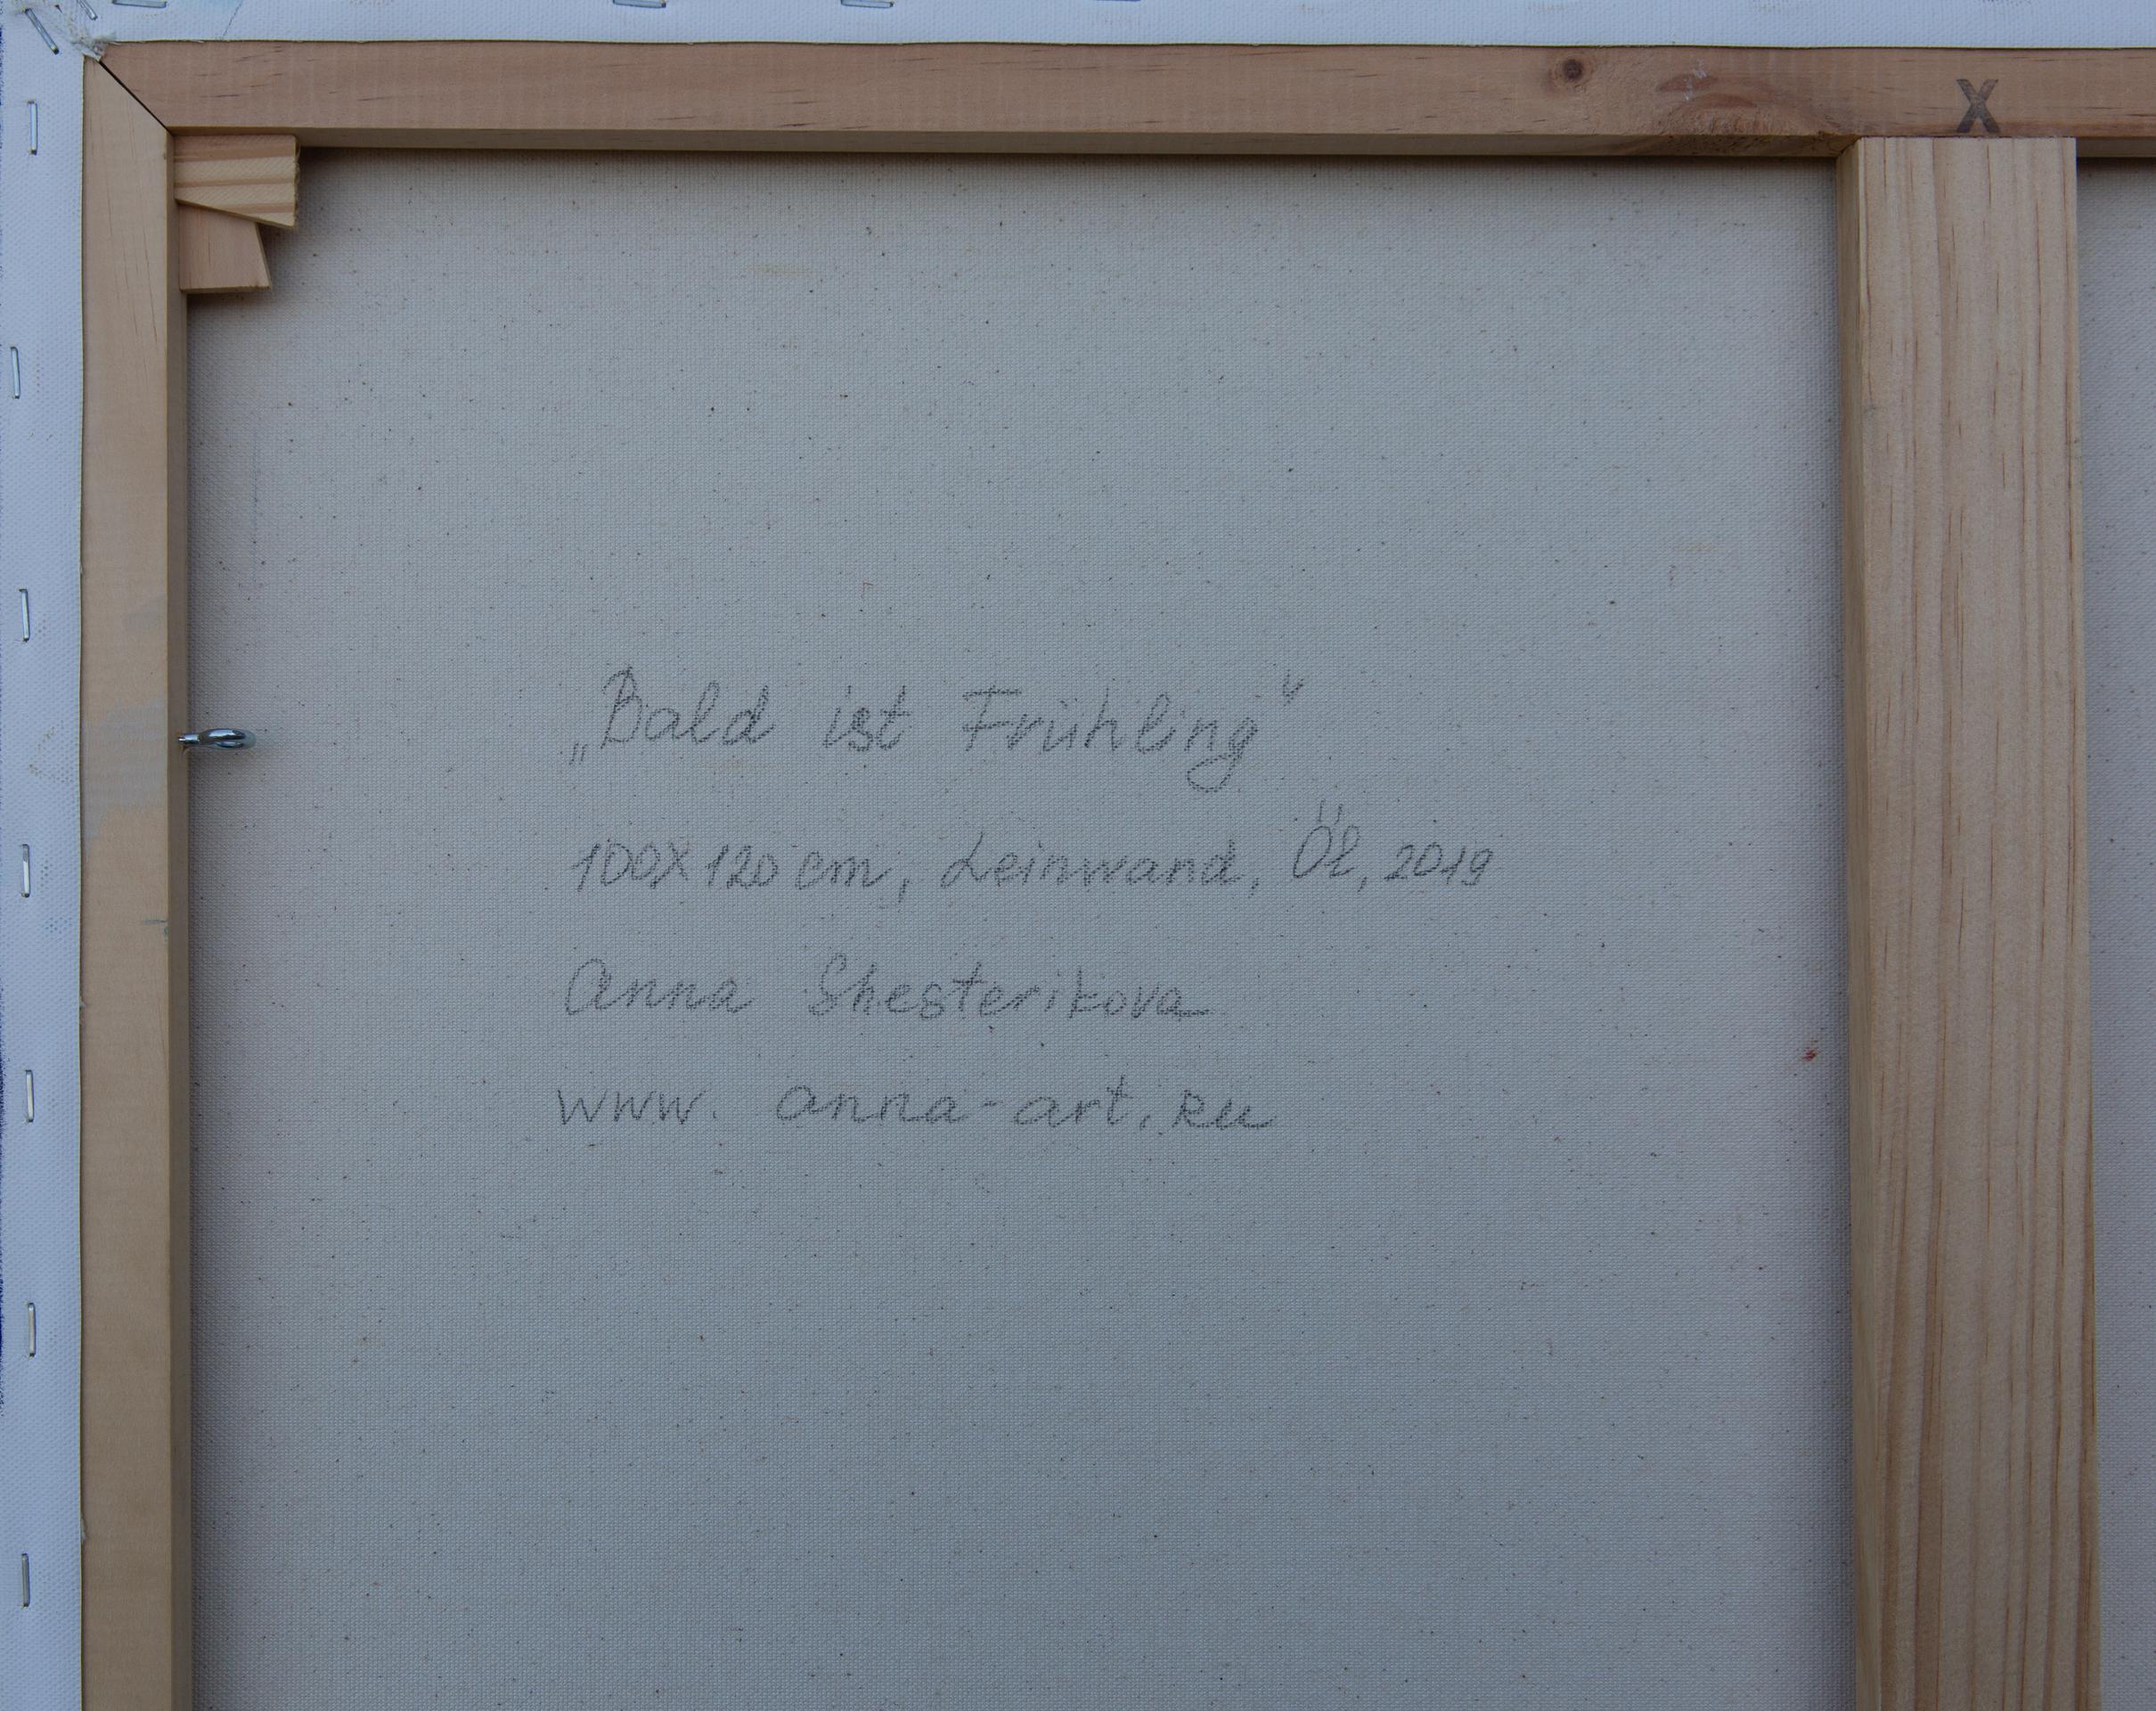 X
„Bald ist Frühling“
100X120 cm, Leinwand, Öl, 2019
Anna Shesterikova
www. anna-art.ru